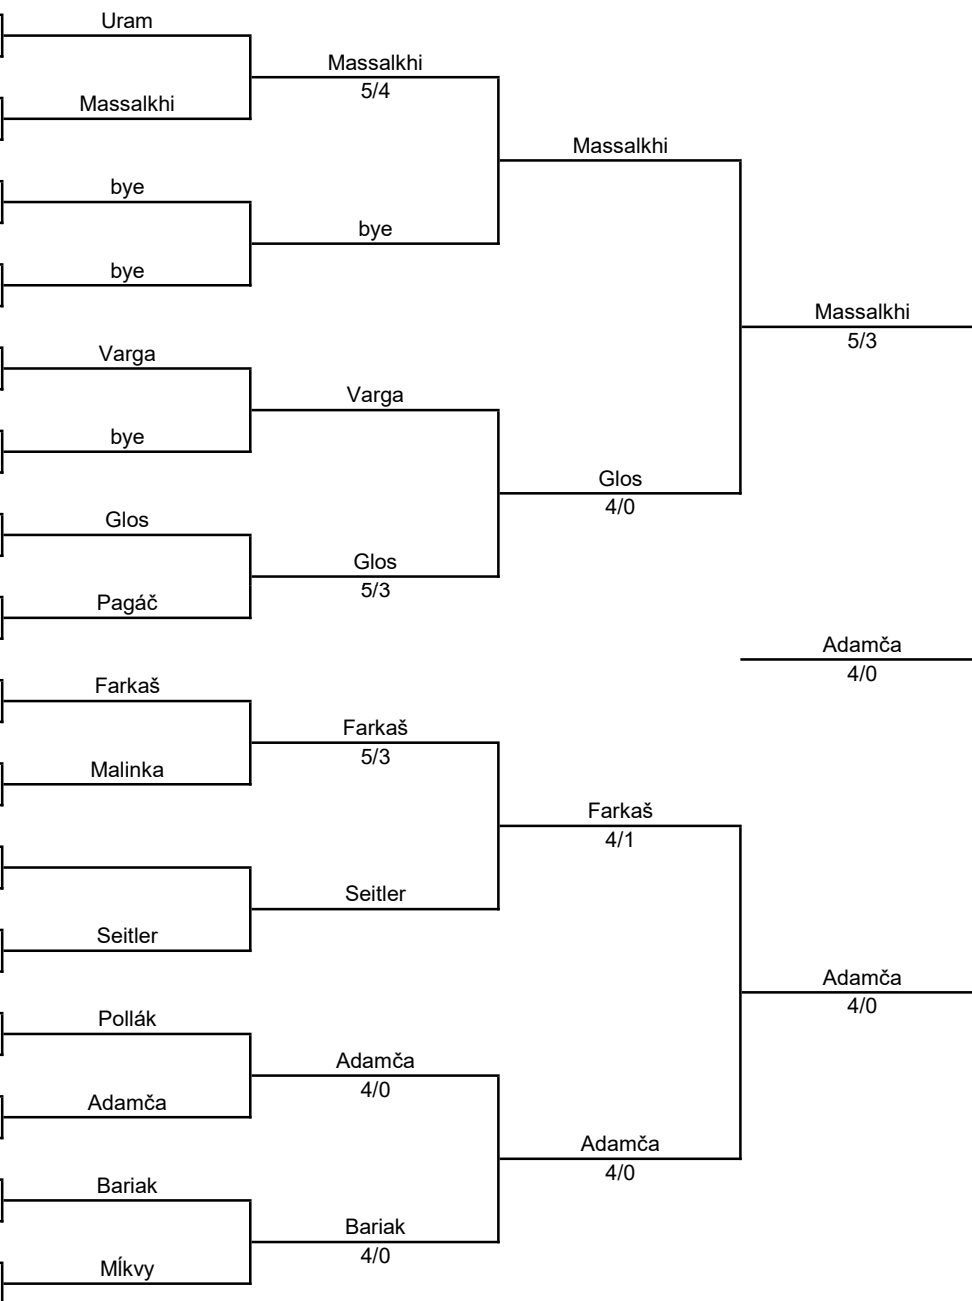 Uram
Massalkhi
Massalkhi
5/4
Massalkhi
bye
bye
bye
Massalkhi
5/3
Varga
Varga
bye
Glos
4/0
Glos
Glos
5/3
Pagáč
Adamča
4/0
Farkaš
Farkaš
5/3
Malinka
Farkaš
4/1
Seitler
Seitler
Adamča
4/0
Pollák
Adamča
4/0
Adamča
Adamča
4/0
Bariak
Bariak
4/0
Mĺkvy